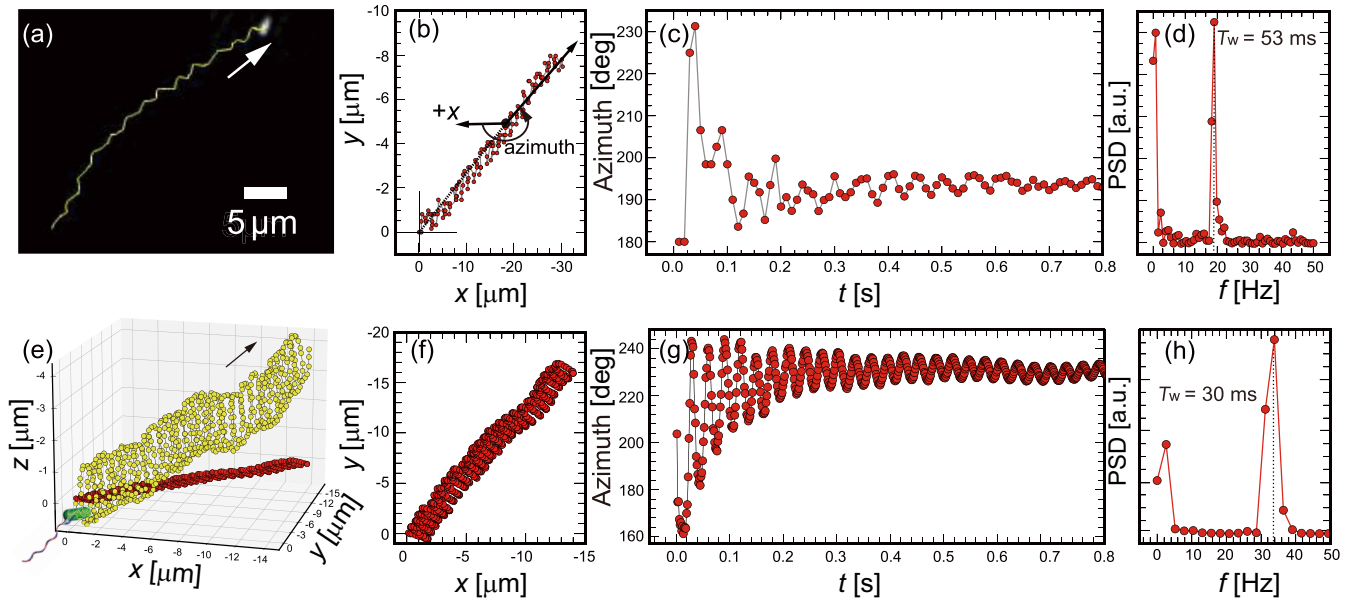 (a)
5 μm
(b)
y [μm]
-10
-8
-6
-4
-2
0
+x
azimuth
0
-10
-20
-30
x [μm]
(c)
Azimuth [deg]
230
220
210
200
190
180
0.0
0.1
0.2
0.3
0.4
0.5
0.6
0.7
0.8
t [s]
(d)
Tw = 53 ms
PSD [a.u.]
0
10
20
30
40
50
f [Hz]
(e)
z [μm]
-4
-3
-2
-1
0
0
-2
-4
-6
-8
-10
-12
-14
x [μm]
-15
-12
-9
-6
-3
0
y [μm]
(f)
y [μm]
-20
-15
-10
-5
0
0
-5
-10
-15
x [μm]
(g)
Azimuth [deg]
240
220
200
180
160
0.0
0.1
0.2
0.3
0.4
0.5
0.6
0.7
0.8
t [s]
(h)
Tw = 30 ms
PSD [a.u.]
0
10
20
30
40
50
f [Hz]